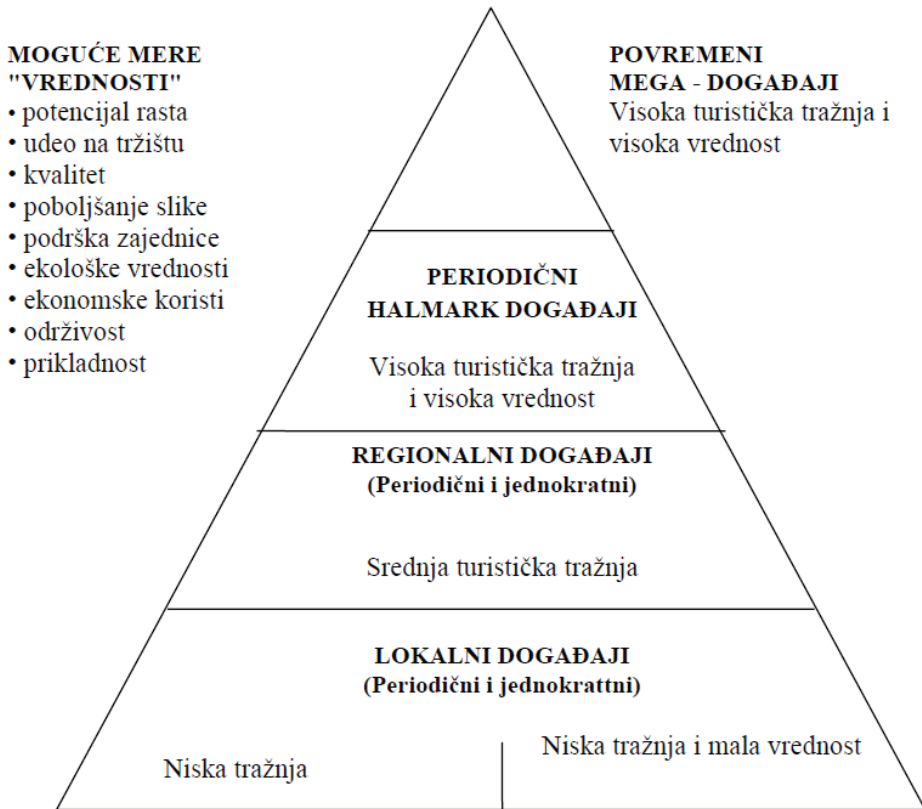 MOGUĆE MERE
"VREDNOSTI"
• potencijal rasta
• udeo na tržištu
• kvalitet
• poboljšanje slike
• podrška zajednice
• ekološke vrednosti
• ekonomske koristi
• održivost
• prikladnost
POVREMENI
MEGA - DOGAĐAJI
Visoka turistička tražnja i
visoka vrednost
PERIODIČNI
HALMARK DOGAĐAJI
Visoka turistička tražnja
i visoka vrednost
REGIONALNI DOGAĐAJI
(Periodični i jednokratni)
Srednja turistička tražnja
LOKALNI DOGAĐAJI
(Periodični i jednokrattni)
Niska tražnja
Niska tražnja i mala vrednost